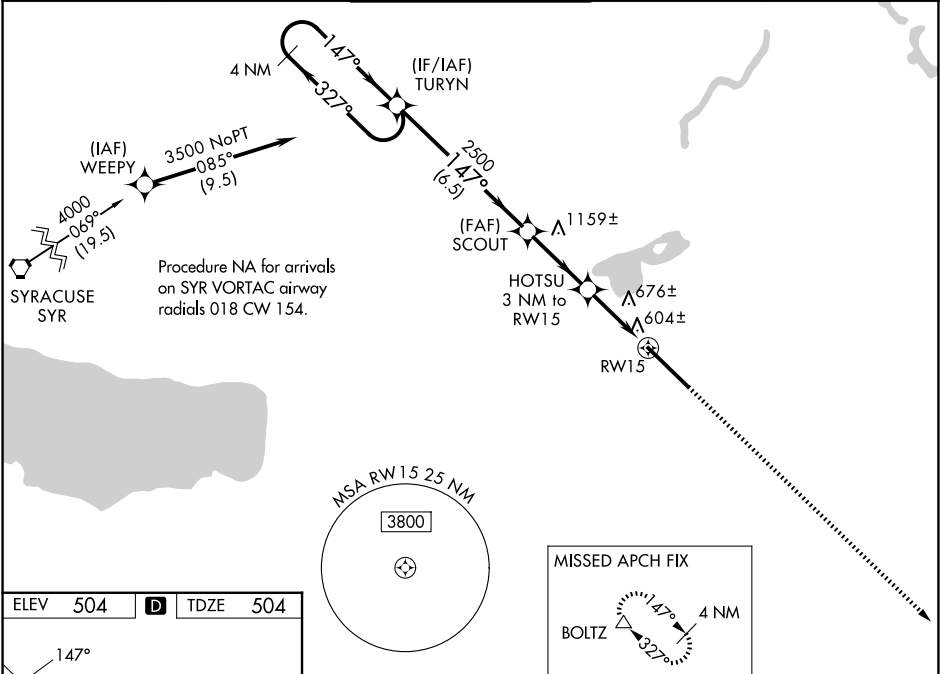 147°
4 NM
327°
(IF/IAF)
TURYN
(IAF)
WEEPY
3500 NoPT
085°
(9.5)
4000
069°
(19.5)
SYRACUSE
SYR
Procedure NA for arrivals
on SYR VORTAC airway
radials 018 CW 154.
2500
147°
(6.5)
(FAF)
SCOUT
1159±
HOTSU
3 NM to
RW15
676±
604±
RW15
MSA RW15 25 NM
3800
MISSED APCH FIX
BOLTZ
147°
4 NM
327°
ELEV 504 D TDZE 504
147°